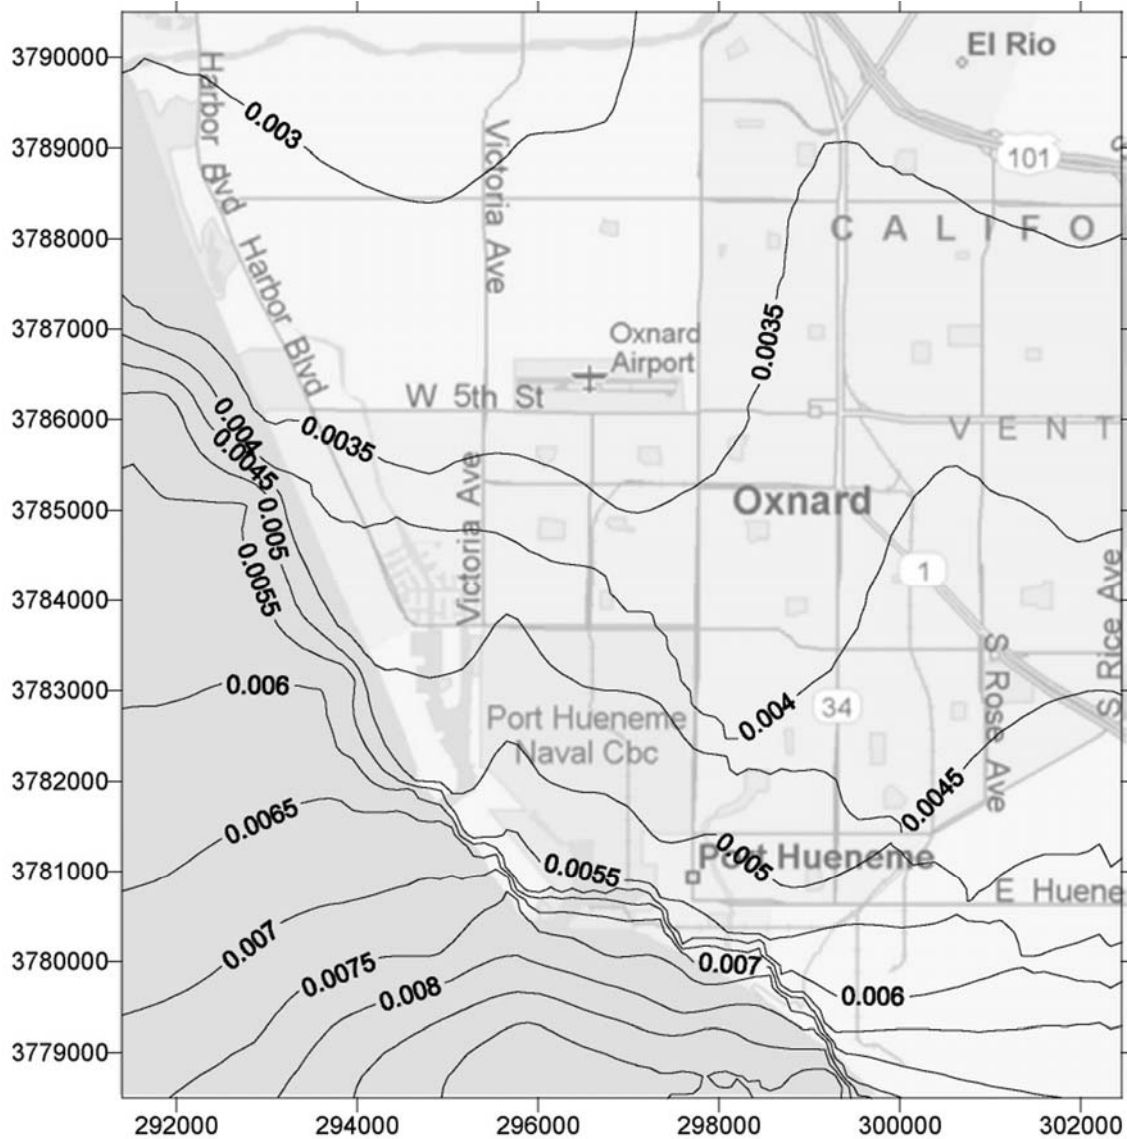 3790000
3789000
3788000
3787000
3786000
3785000
3784000
3783000
3782000
3781000
3780000
3779000
El Rio
Harbor Blvd
0.003
Victoria Ave
101
C A L I F O
Harbor Blvd
Oxnard
Airport
0.0035
W 5th St
0.004
0.0035
V E N T
0.0045
Victoria Ave
Oxnard
0.005
0.0055
1
S Rice Ave
S Rose Ave
0.006
0.004
34
Port Hueneme
Naval Cbc
0.0045
0.0065
0.005
Port Hueneme
0.0055
E Huene
0.007
0.0075
0.007
0.008
0.006
292000
294000
296000
298000
300000
302000